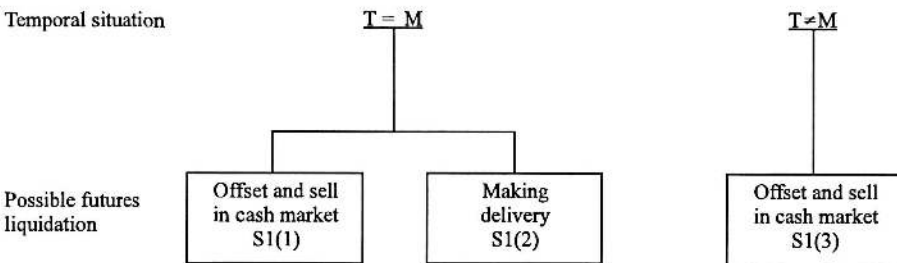 Temporal situation
T = M
T≠M
Possible futures
liquidation
Offset and sell
in cash market
S1(1)
Making
delivery
S1(2)
Offset and sell
in cash market
S1(3)